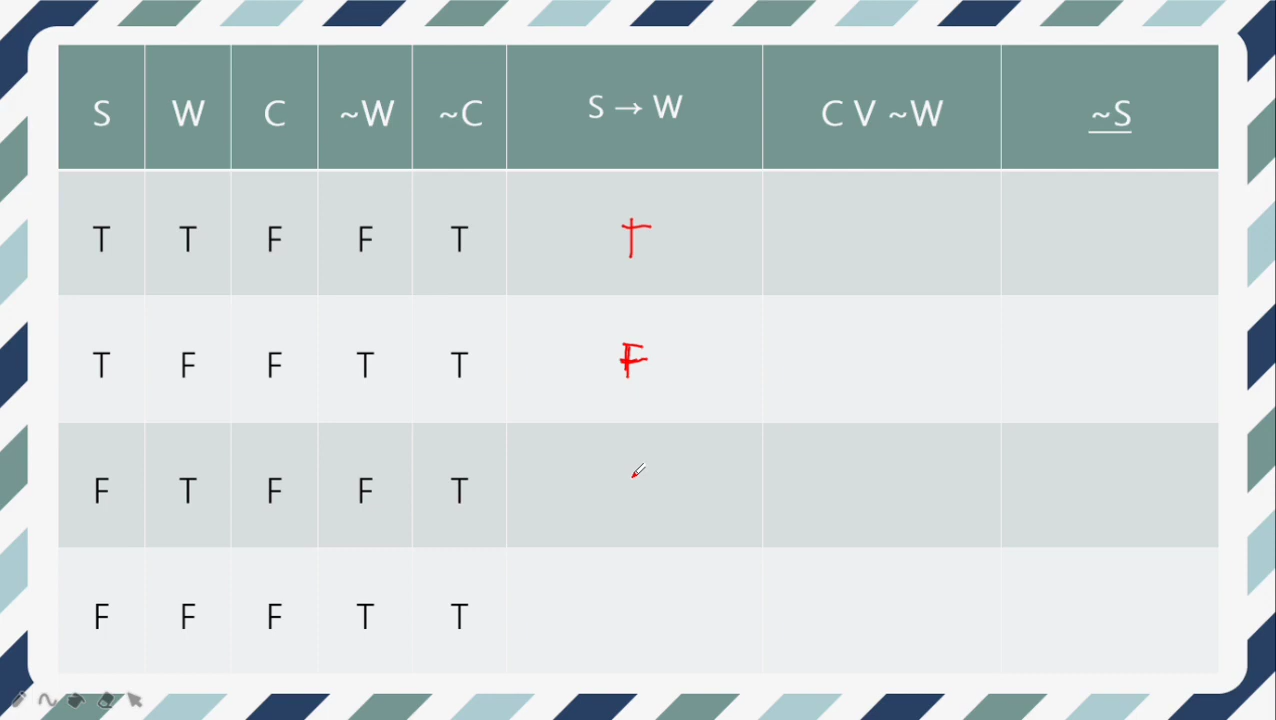 S W C ~W ~C S → W C V ~W ~S
T T F F T T
T F F T T F
F T F F T
F F F T T